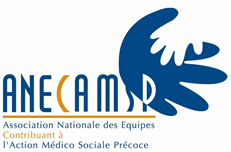 ANECAMSP
Association Nationale des Equipes
Contribuant à
l'Action Médico Sociale Précoce